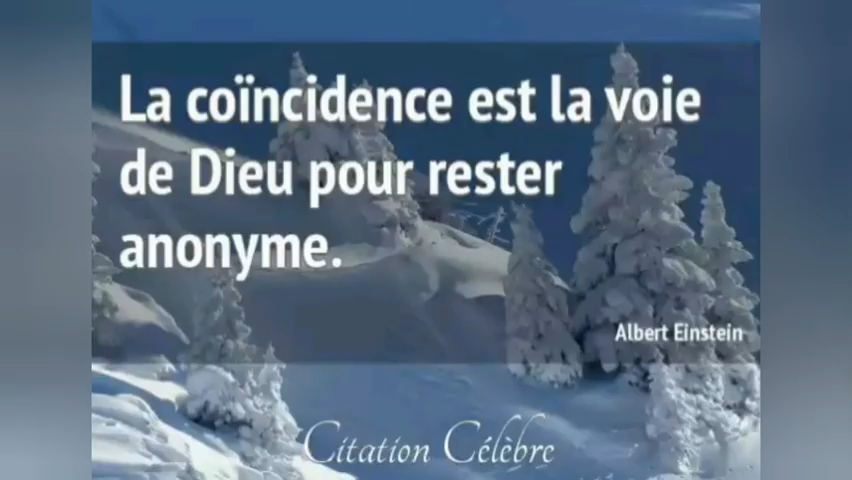 La coïncidence est la voie
de Dieu pour rester
anonyme.
Albert Einstein
Citation Célèbre